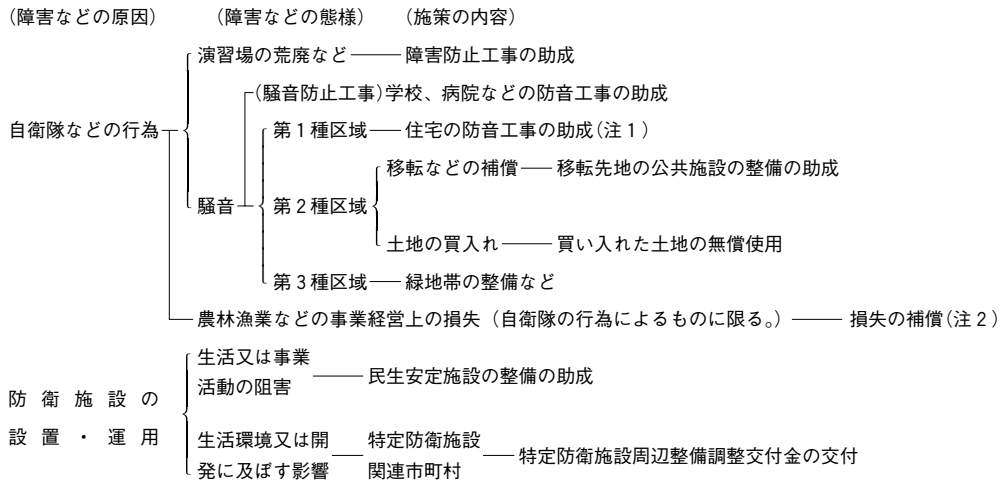 （障害などの原因） （障害などの態様） （施策の内容）
演習場の荒廃など 障害防止工事の助成
（騒音防止工事）学校、病院などの防音工事の助成
自衛隊などの行為 第１種区域 住宅の防音工事の助成（注１）
移転などの補償 移転先地の公共施設の整備の助成
騒音 第２種区域
土地の買入れ 買い入れた土地の無償使用
第３種区域 緑地帯の整備など
農林漁業などの事業経営上の損失（自衛隊の行為によるものに限る。） 損失の補償（注２）
生活又は事業
活動の阻害 民生安定施設の整備の助成
防衛施設の
設置・運用
生活環境又は開 特定防衛施設
発に及ぼす影響 関連市町村 特定防衛施設周辺整備調整交付金の交付